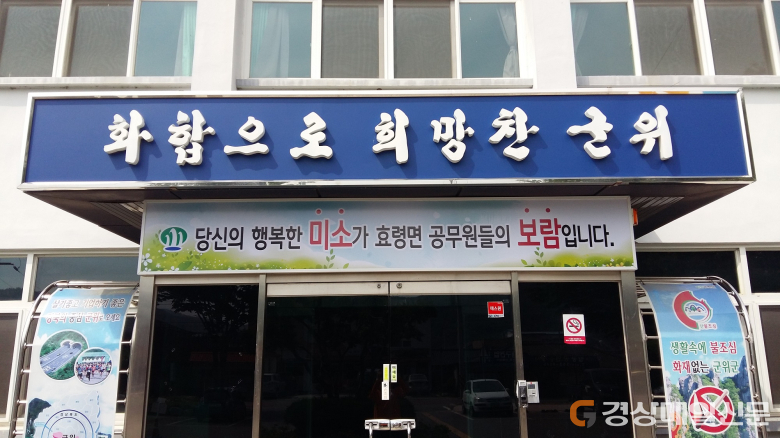 화합으로 희망찬 군위
당신의 행복한 미소가 효령면 공무원들의 보람입니다.
생활속에 불조심
화재없는 군위군
경상매일신문